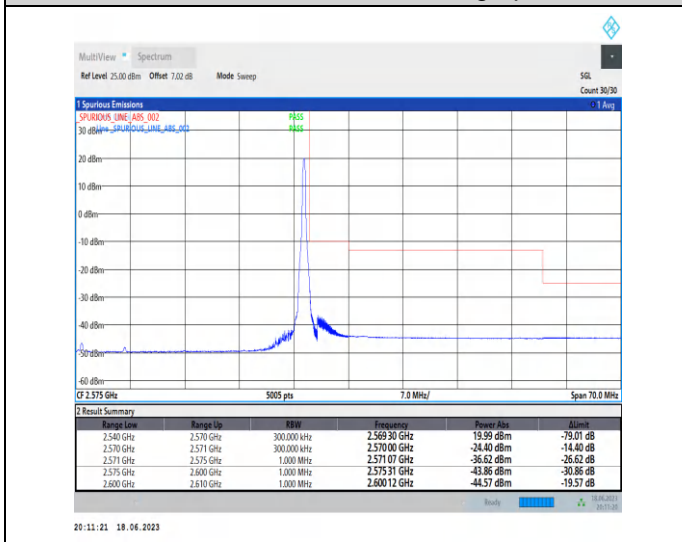 MultiView Spectrum
Ref Level 25.00 dBm Offset 7.02 dB Mode Sweep SGL
Count 30/30
1 Spurious Emissions 1 Avg
_SPURIOUS_LINE_ABS_002 PASS
30 dBm Line _SPURIOUS_LINE_ABS_002 PASS
20 dBm
10 dBm
0 dBm
-10 dBm
-20 dBm
-30 dBm
-40 dBm
-50 dBm
-60 dBm
CF 2.575 GHz 5005 pts 7.0 MHz/ Span 70.0 MHz
2 Result Summary
Range Low Range Up RBW Frequency Power Abs ΔLimit
2.540 GHz 2.570 GHz 300.000 kHz 2.569 30 GHz 19.99 dBm -79.01 dB
2.570 GHz 2.571 GHz 300.000 kHz 2.570 00 GHz -24.40 dBm -14.40 dB
2.571 GHz 2.575 GHz 1.000 MHz 2.571 07 GHz -36.62 dBm -26.62 dB
2.575 GHz 2.600 GHz 1.000 MHz 2.575 31 GHz -43.86 dBm -30.86 dB
2.600 GHz 2.610 GHz 1.000 MHz 2.600 12 GHz -44.57 dBm -19.57 dB
Ready 18.06.2023
20:11:20
20:11:21 18.06.2023